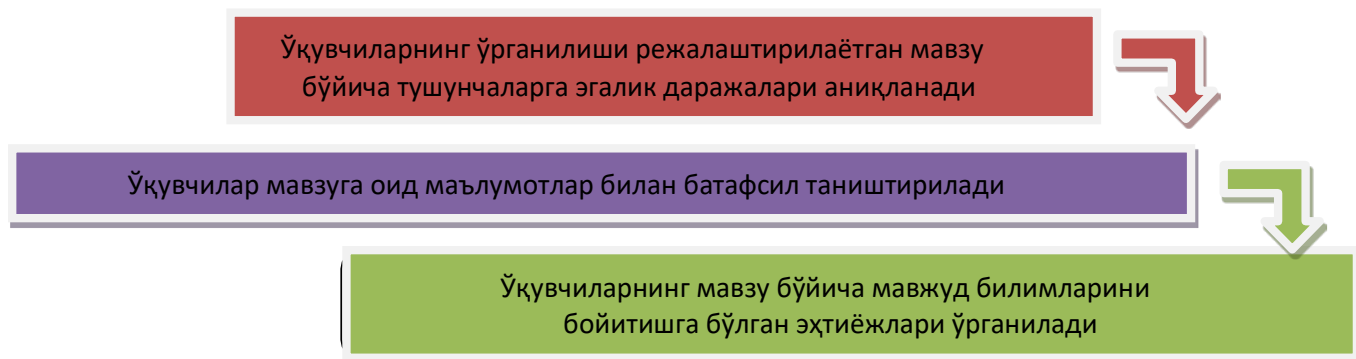 Ўқувчиларнинг ўрганилиши режалаштирилаётган мавзу
бўйича тушунчаларга эгалик даражалари аниқланади
Ўқувчилар мавзуга оид маълумотлар билан батафсил таништирилади
Ўқувчиларнинг мавзу бўйича мавжуд билимларини
бойитишга бўлган эҳтиёжлари ўрганилади